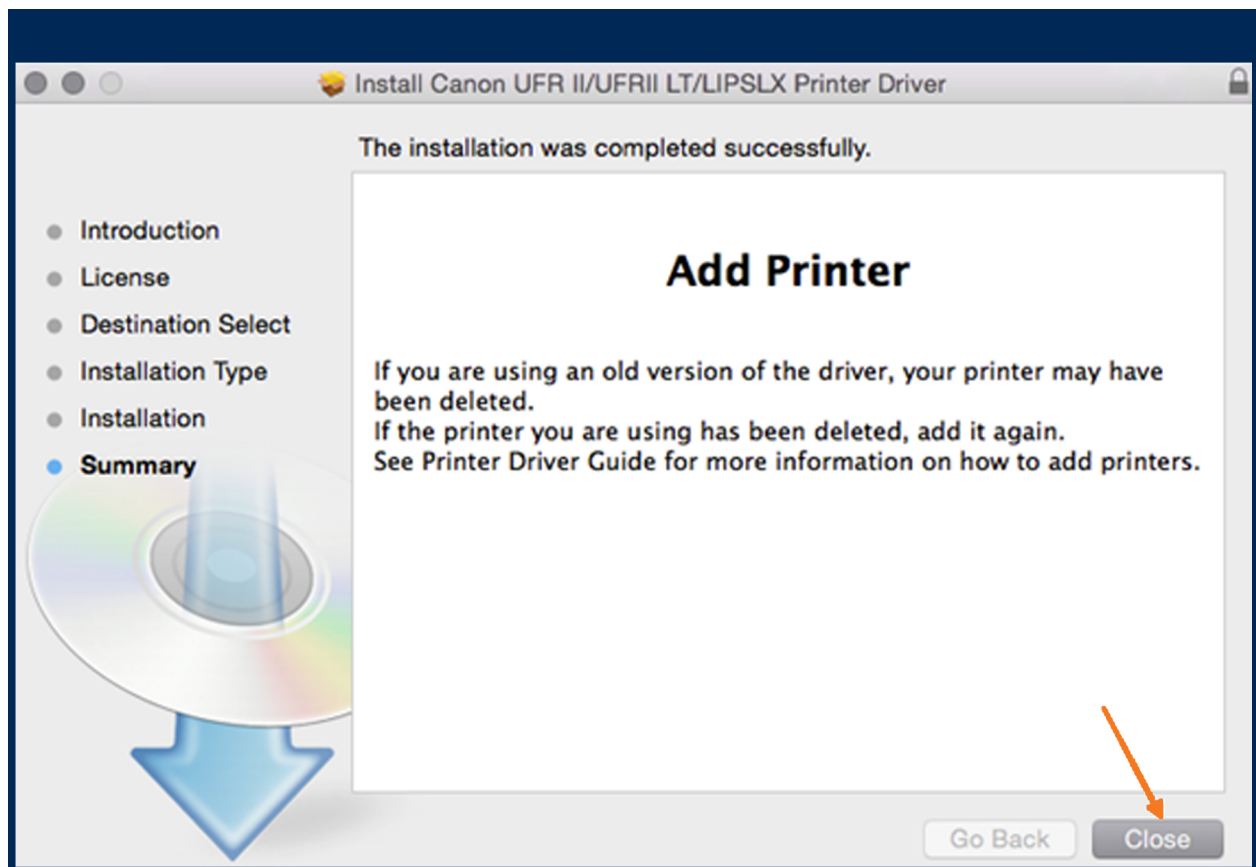 Install Canon UFR II/UFRII LT/LIPSLX Printer Driver
The installation was completed successfully.
Introduction
License
Destination Select
Installation Type
Installation
Summary
Add Printer
If you are using an old version of the driver, your printer may have
been deleted.
If the printer you are using has been deleted, add it again.
See Printer Driver Guide for more information on how to add printers.
Go Back
Close